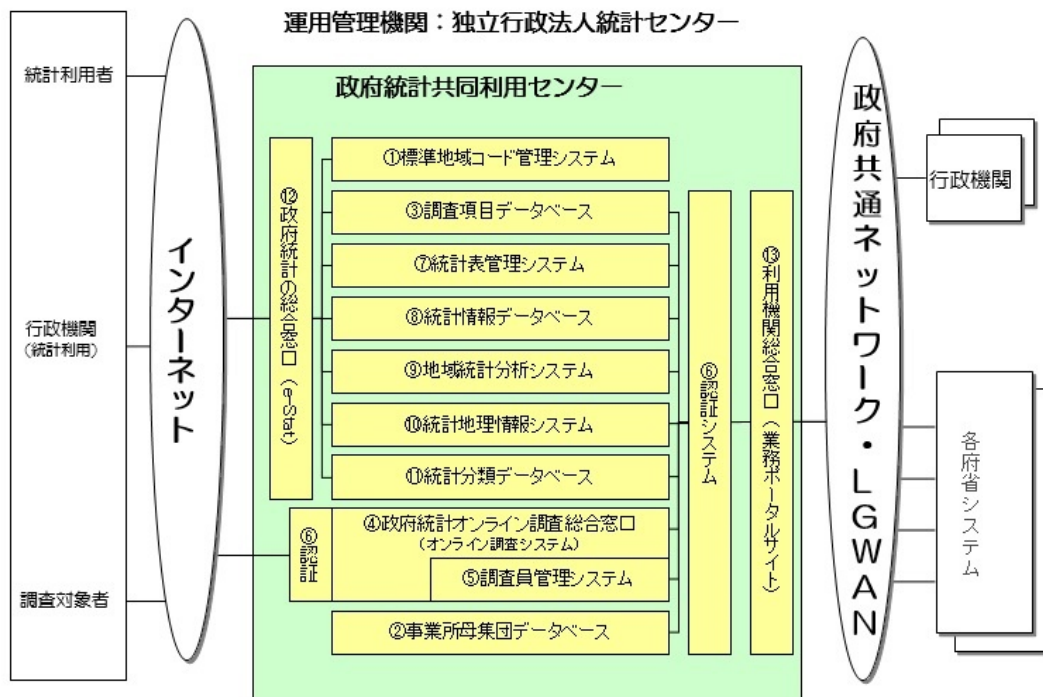 運用管理機関：独立行政法人統計センター
統計利用者
行政機関
(統計利用)
調査対象者
インターネット
政府統計共同利用センター
⑫政府統計の総合窓口（e-Stat）
①標準地域コード管理システム
③調査項目データベース
⑦統計表管理システム
⑧統計情報データベース
⑨地域統計分析システム
⑩統計地理情報システム
⑪統計分類データベース
⑥認証
④政府統計オンライン調査総合窓口
(オンライン調査システム)
⑤調査員管理システム
②事業所母集団データベース
⑥認証システム
⑬利用機関総合窓口（業務ポータルサイト）
政府共通ネットワーク・LGWAN
行政機関
各府省システム